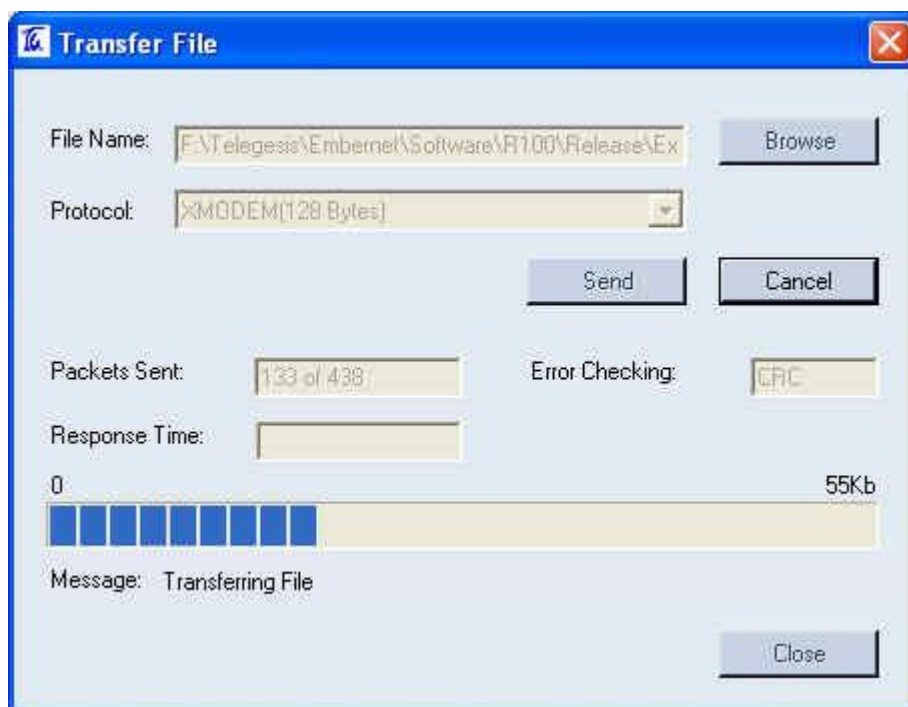 Transfer File
File Name: F:\Telegesis\Embernet\Software\R100\Release\Ex Browse
Protocol: XMODEM(128 Bytes)
Send Cancel
Packets Sent: 133 of 438 Error Checking: CRC
Response Time:
0 55Kb
Message: Transferring File
Close